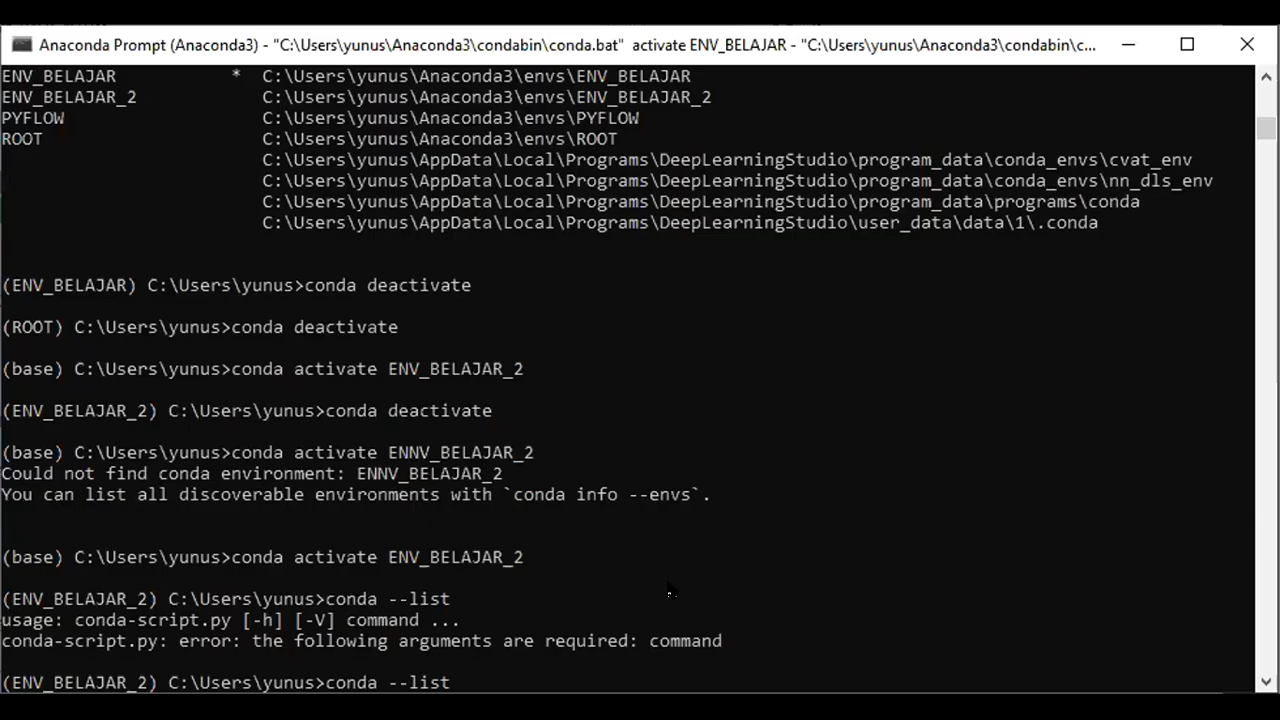 Anaconda Prompt (Anaconda3) - "C:\Users\yunus\Anaconda3\condabin\conda.bat"  activate ENV_BELAJAR - "C:\Users\yunus\Anaconda3\condabin\c...
ENV_BELAJAR           *  C:\Users\yunus\Anaconda3\envs\ENV_BELAJAR
ENV_BELAJAR_2            C:\Users\yunus\Anaconda3\envs\ENV_BELAJAR_2
PYFLOW                   C:\Users\yunus\Anaconda3\envs\PYFLOW
ROOT                     C:\Users\yunus\Anaconda3\envs\ROOT
                         C:\Users\yunus\AppData\Local\Programs\DeepLearningStudio\program_data\conda_envs\cvat_env
                         C:\Users\yunus\AppData\Local\Programs\DeepLearningStudio\program_data\conda_envs\nn_dls_env
                         C:\Users\yunus\AppData\Local\Programs\DeepLearningStudio\program_data\programs\conda
                         C:\Users\yunus\AppData\Local\Programs\DeepLearningStudio\user_data\data\1\.conda
(ENV_BELAJAR) C:\Users\yunus>conda deactivate
(ROOT) C:\Users\yunus>conda deactivate
(base) C:\Users\yunus>conda activate ENV_BELAJAR_2
(ENV_BELAJAR_2) C:\Users\yunus>conda deactivate
(base) C:\Users\yunus>conda activate ENNV_BELAJAR_2
Could not find conda environment: ENNV_BELAJAR_2
You can list all discoverable environments with `conda info --envs`.
(base) C:\Users\yunus>conda activate ENV_BELAJAR_2
(ENV_BELAJAR_2) C:\Users\yunus>conda --list
usage: conda-script.py [-h] [-V] command ...
conda-script.py: error: the following arguments are required: command
(ENV_BELAJAR_2) C:\Users\yunus>conda --list